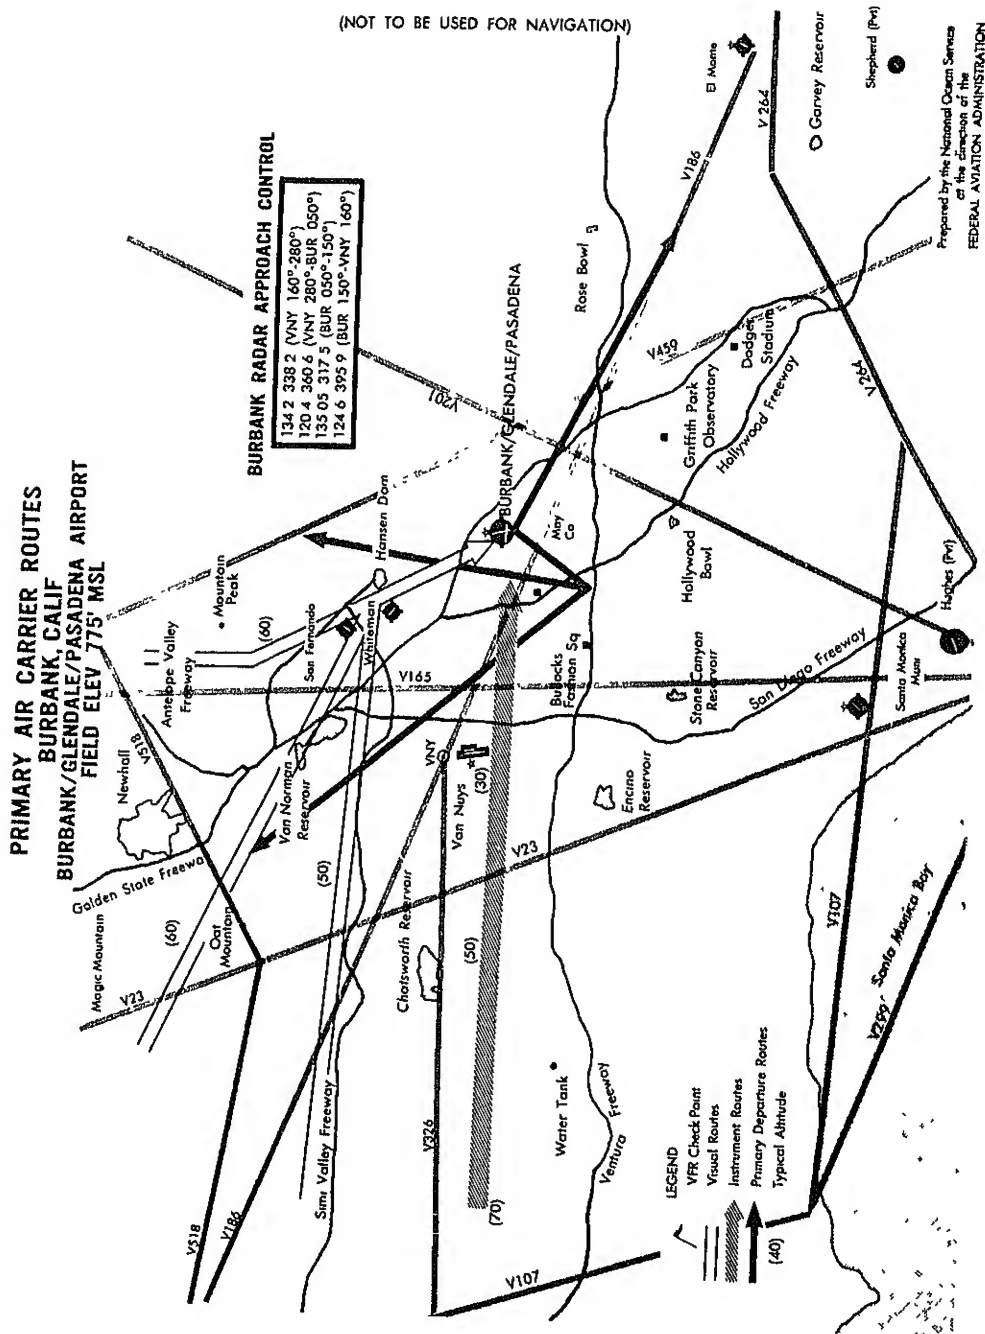 (NOT TO BE USED FOR NAVIGATION)
PRIMARY AIR CARRIER ROUTES
BURBANK, CALIF
BURBANK/GLENDALE/PASADENA AIRPORT
FIELD ELEV 775' MSL
BURBANK RADAR APPROACH CONTROL
134 2 338 2 (VNY 160°-280°)
120 4 360 6 (VNY 280°-BUR 050°)
135 05 317 5 (BUR 050°-150°)
124 6 395 9 (BUR 150°-VNY 160°)
Magic Mountain
Golden State Freeway
Newhall
V518
Antelope Valley
Freeway
Mountain
Peak
(60)
V23
(60)
Oat
Mountain
Van Norman
Reservoir
San Fernando
Whiteman
Hansen Dam
V201
(50)
V165
V518
V186
Simi Valley Freeway
Chatsworth Reservoir
VNY
Van Nuys
(30)
BURBANK/GLENDALE/PASADENA
May
Co
Rose Bowl
V186
El Monte
V264
Garvey Reservoir
Shepherd (Pvt)
V326
(70)
(50)
V23
Bullocks
Fashion Sq
V459
Griffith Park
Observatory
Dodger
Stadium
Hollywood Freeway
Hollywood
Bowl
Stone Canyon
Reservoir
Encino
Reservoir
San Diego Freeway
V264
Water Tank
Ventura Freeway
V107
Santa Monica
Muni
Hughes (Pvt)
V107
V299
Santa Monica Bay
LEGEND
VFR Check Point
Visual Routes
Instrument Routes
Primary Departure Routes
(40) Typical Altitude
Prepared by the National Ocean Service
at the direction of the
FEDERAL AVIATION ADMINISTRATION